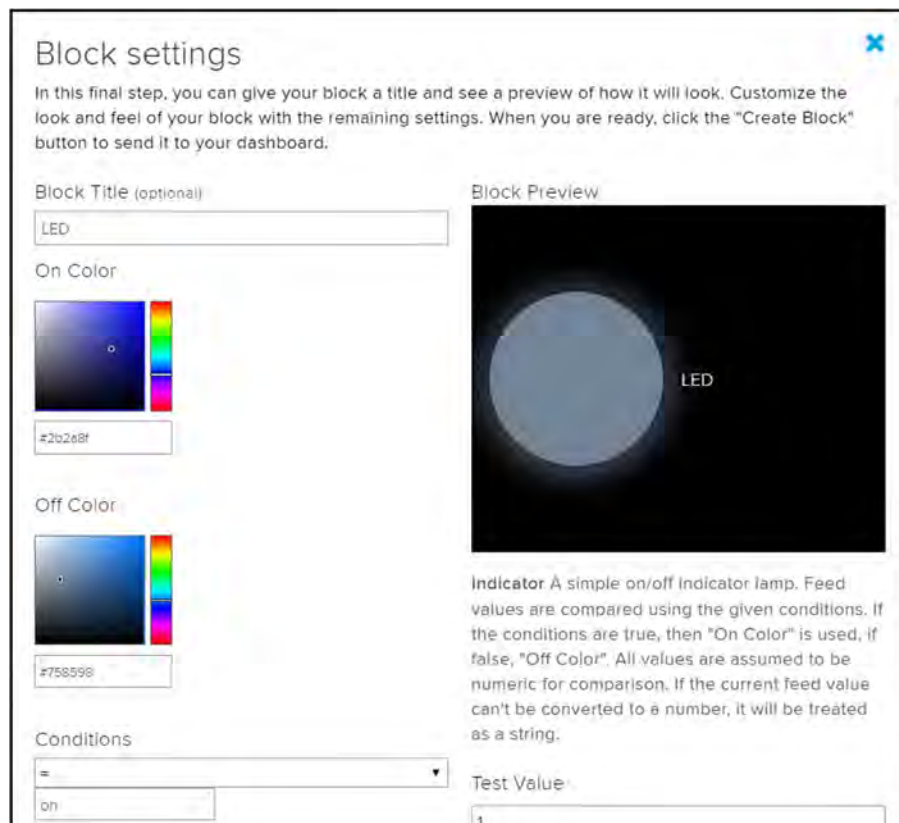 Block settings
In this final step, you can give your block a title and see a preview of how it will look. Customize the
look and feel of your block with the remaining settings. When you are ready, click the "Create Block"
button to send it to your dashboard.
Block Title (optional)
LED
On Color
#2b2a8f
Off Color
#758598
Conditions
=
on
Block Preview
LED
Indicator A simple on/off indicator lamp. Feed
values are compared using the given conditions. If
the conditions are true, then "On Color" is used, if
false, "Off Color". All values are assumed to be
numeric for comparison. If the current feed value
can't be converted to a number, it will be treated
as a string.
Test Value
1